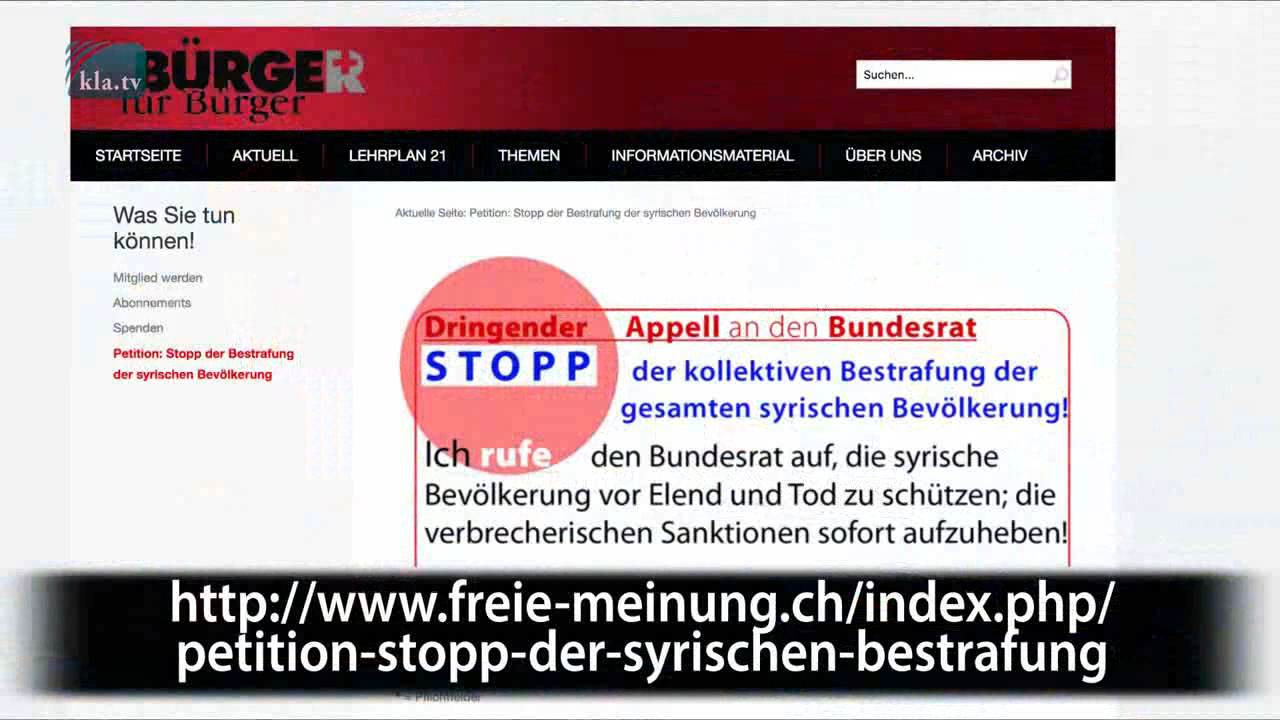 kla.tv
BÜRGER
für Bürger
Suchen...
STARTSEITE AKTUELL LEHRPLAN 21 THEMEN INFORMATIONSMATERIAL ÜBER UNS ARCHIV
Was Sie tun
können!
Mitglied werden
Abonnements
Spenden
Petition: Stopp der Bestrafung
der syrischen Bevölkerung
Aktuelle Seite: Petition: Stopp der Bestrafung der syrischen Bevölkerung
Dringender Appell an den Bundesrat
STOPP der kollektiven Bestrafung der
gesamten syrischen Bevölkerung!
Ich rufe den Bundesrat auf, die syrische
Bevölkerung vor Elend und Tod zu schützen; die
verbrecherischen Sanktionen sofort aufzuheben!
http://www.freie-meinung.ch/index.php/
petition-stopp-der-syrischen-bestrafung
* = Pflichtfelder